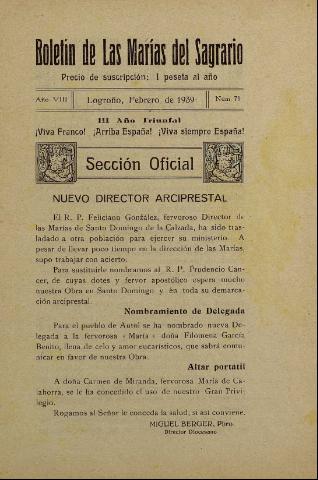 Boletín de Las Marías del Sagrario
Precio de suscripción: 1 peseta al año
Año VIII
Logroño, Febrero de 1939
Núm 71
III Año Triunfal
¡Viva Franco! ¡Arriba España! ¡Viva siempre España!
Sección Oficial
NUEVO DIRECTOR ARCIPRESTAL
El R. P. Feliciano González, fervoroso Director de
las Marías de Santo Domingo de la Calzada, ha sido tras-
ladado a otra población para ejercer su ministerio. A
pesar de llevar poco tiempo en la dirección de las Marías,
supo trabajar con acierto.
Para sustituirle nombramos al R. P. Prudencio Cán-
cer, de cuyas dotes y fervor apostólico espera mucho
nuestra Obra en Santo Domingo y en toda su demarca-
ción arciprestal.
Nombramiento de Delegada
Para el pueblo de Autol se ha nombrado nueva De-
legada a la fervorosa «María» doña Filomena García
Benito, llena de celo y amor eucarísticos, que sabrá comu-
nicar en favor de nuestra Obra.
Altar portatil
A doña Carmen de Miranda, fervorosa María de Ca-
lahorra, se le ha concedido el uso de nuestro Gran Privi-
legio.
Rogamos al Señor le conceda la salud, si así conviene.
MIGUEL BERGER, Pbro.
Director Diocesano